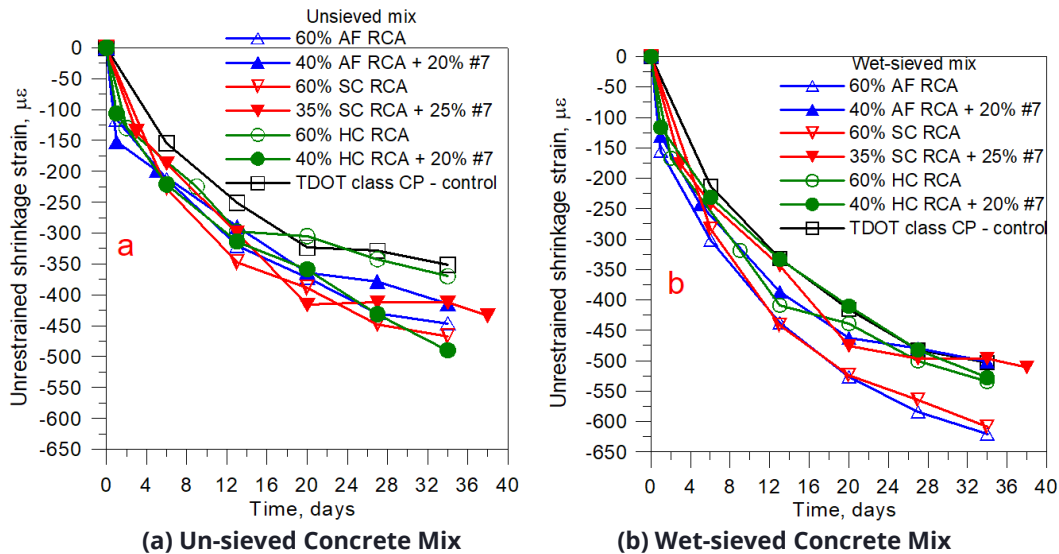 Unsieved mix
60% AF RCA
40% AF RCA + 20% #7
60% SC RCA
35% SC RCA + 25% #7
60% HC RCA
40% HC RCA + 20% #7
TDOT class CP - control
a
Unrestrained shrinkage strain, με
0
-50
-100
-150
-200
-250
-300
-350
-400
-450
-500
-550
-600
-650
0 4 8 12 16 20 24 28 32 36 40
Time, days
(a) Un-sieved Concrete Mix
Wet-sieved mix
60% AF RCA
40% AF RCA + 20% #7
60% SC RCA
35% SC RCA + 25% #7
60% HC RCA
40% HC RCA + 20% #7
TDOT class CP - control
b
Unrestrained shrinkage strain, με
0
-50
-100
-150
-200
-250
-300
-350
-400
-450
-500
-550
-600
-650
0 4 8 12 16 20 24 28 32 36 40
Time, days
(b) Wet-sieved Concrete Mix